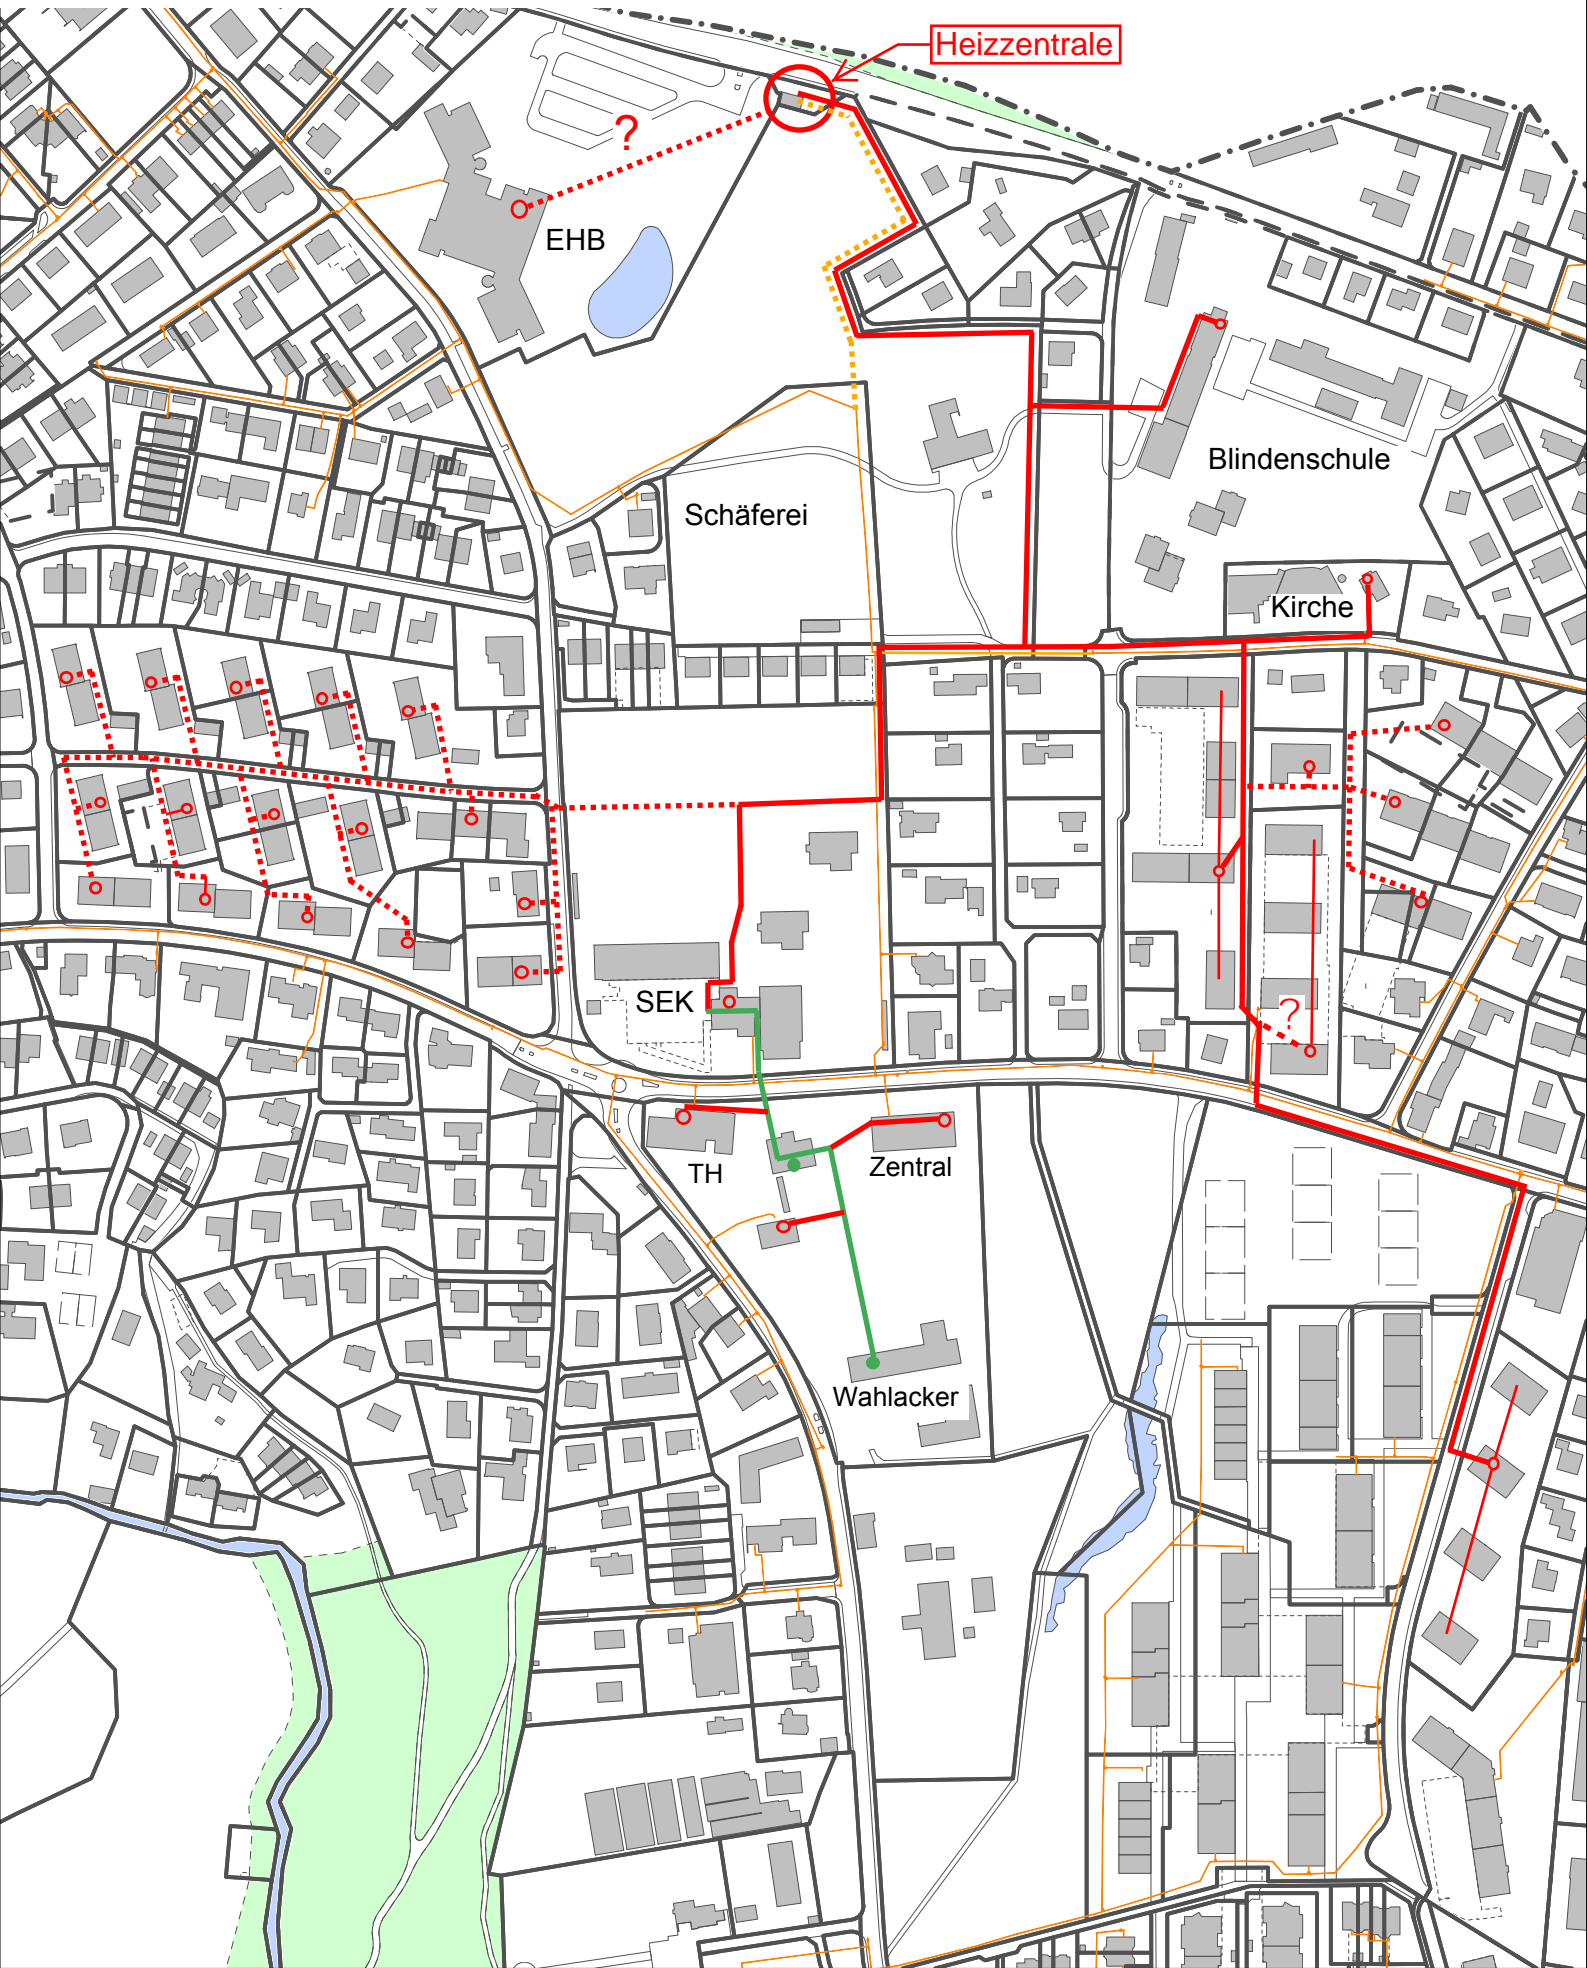 Heizzentrale
?
EHB
Blindenschule
Schäferei
Kirche
SEK
?
TH
Zentral
Wahlacker